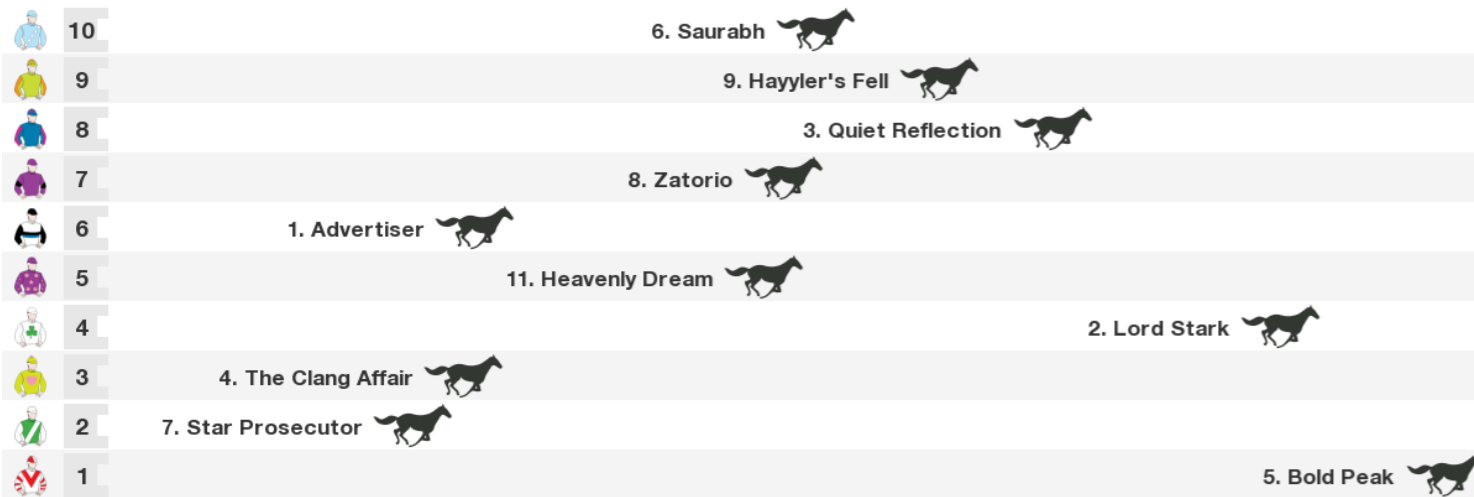 10 6. Saurabh
9 9. Hayyler's Fell
8 3. Quiet Reflection
7 8. Zatorio
6 1. Advertiser
5 11. Heavenly Dream
4 2. Lord Stark
3 4. The Clang Affair
2 7. Star Prosecutor
1 5. Bold Peak